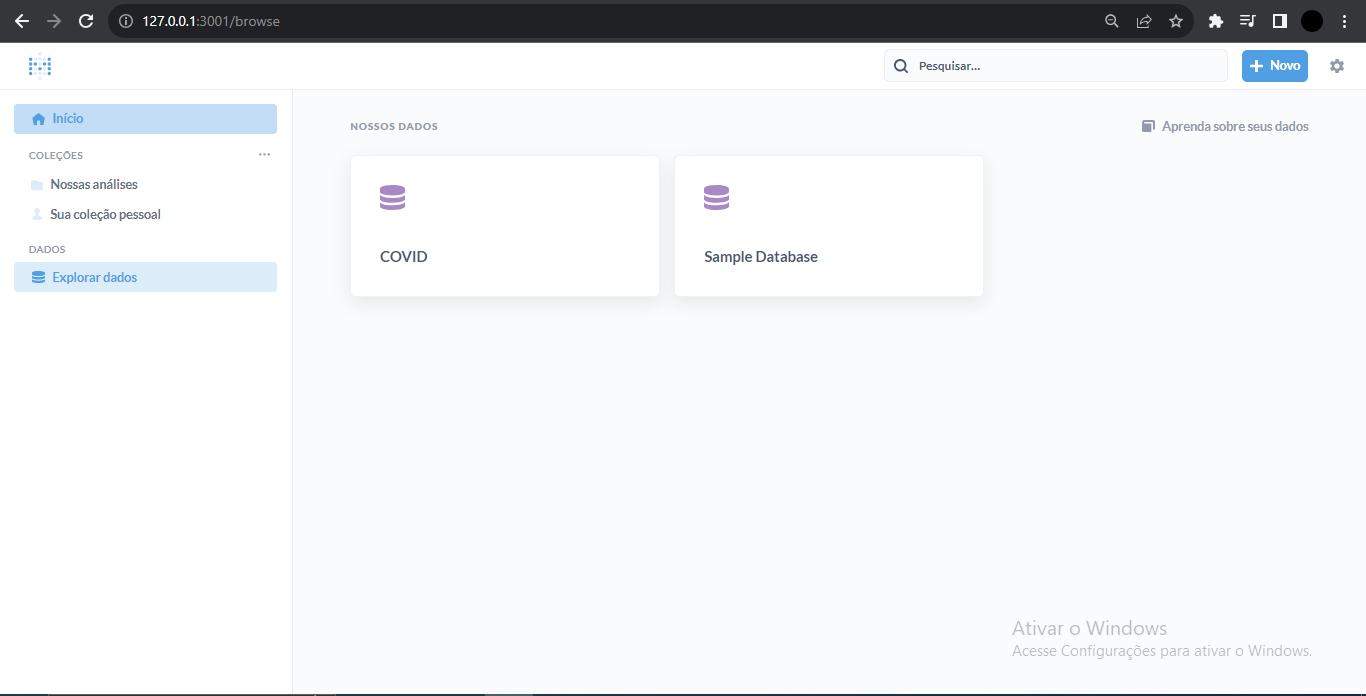 127.0.0.1:3001/browse
Pesquisar...
Novo
Início
COLEÇÕES
Nossas análises
Sua coleção pessoal
DADOS
Explorar dados
NOSSOS DADOS
Aprenda sobre seus dados
COVID
Sample Database
Ativar o Windows
Acesse Configurações para ativar o Windows.